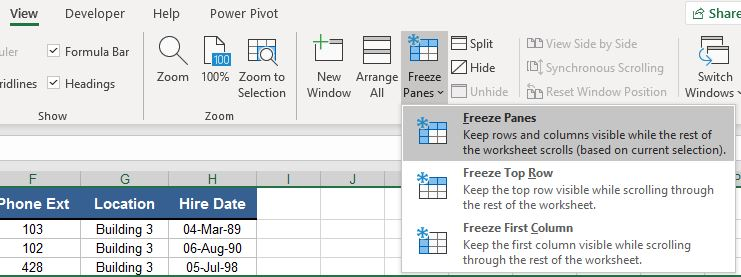 View Developer Help Power Pivot Share
uler Formula Bar
ridlines Headings
Show
Zoom 100% Zoom to Selection
Zoom
New Window Arrange All Freeze Panes
Split
Hide
Unhide
View Side by Side
Synchronous Scrolling
Reset Window Position
Switch Windows
Freeze Panes
Keep rows and columns visible while the rest of
the worksheet scrolls (based on current selection).
Freeze Top Row
Keep the top row visible while scrolling through
the rest of the worksheet.
Freeze First Column
Keep the first column visible while scrolling
through the rest of the worksheet.
F G H I J
Phone Ext Location Hire Date
103 Building 3 04-Mar-89
102 Building 3 06-Aug-90
428 Building 3 05-Jul-98